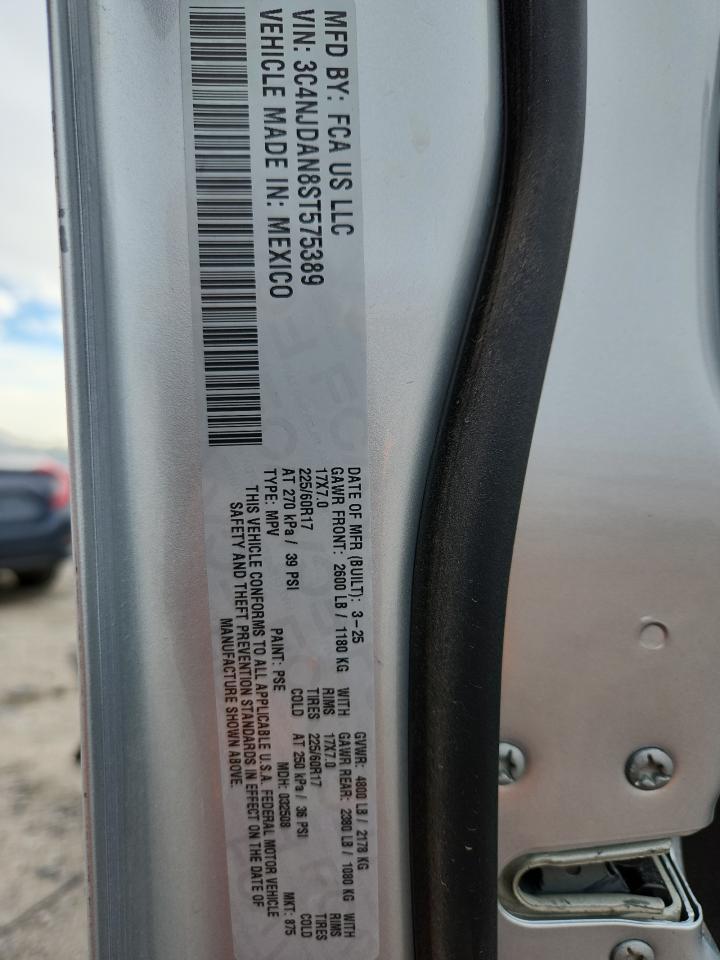 MFD BY: FCA US LLC
VIN: 3C4NJDAN8ST575389
VEHICLE MADE IN: MEXICO
DATE OF MFR (BUILT): 3-25 GVWR: 4800 LB / 2178 KG
GAWR FRONT: 2600 LB / 1180 KG WITH GAWR REAR: 2380 LB / 1080 KG WITH
17X7.0 RIMS 17X7.0 RIMS
225/60R17 TIRES 225/60R17 TIRES
AT 270 kPa / 39 PSI COLD AT 250 kPa / 36 PSI COLD
TYPE: MPV PAINT: PSE MDH: 032508 MKT: 875
THIS VEHICLE CONFORMS TO ALL APPLICABLE U.S.A. FEDERAL MOTOR VEHICLE
SAFETY AND THEFT PREVENTION STANDARDS IN EFFECT ON THE DATE OF
MANUFACTURE SHOWN ABOVE.